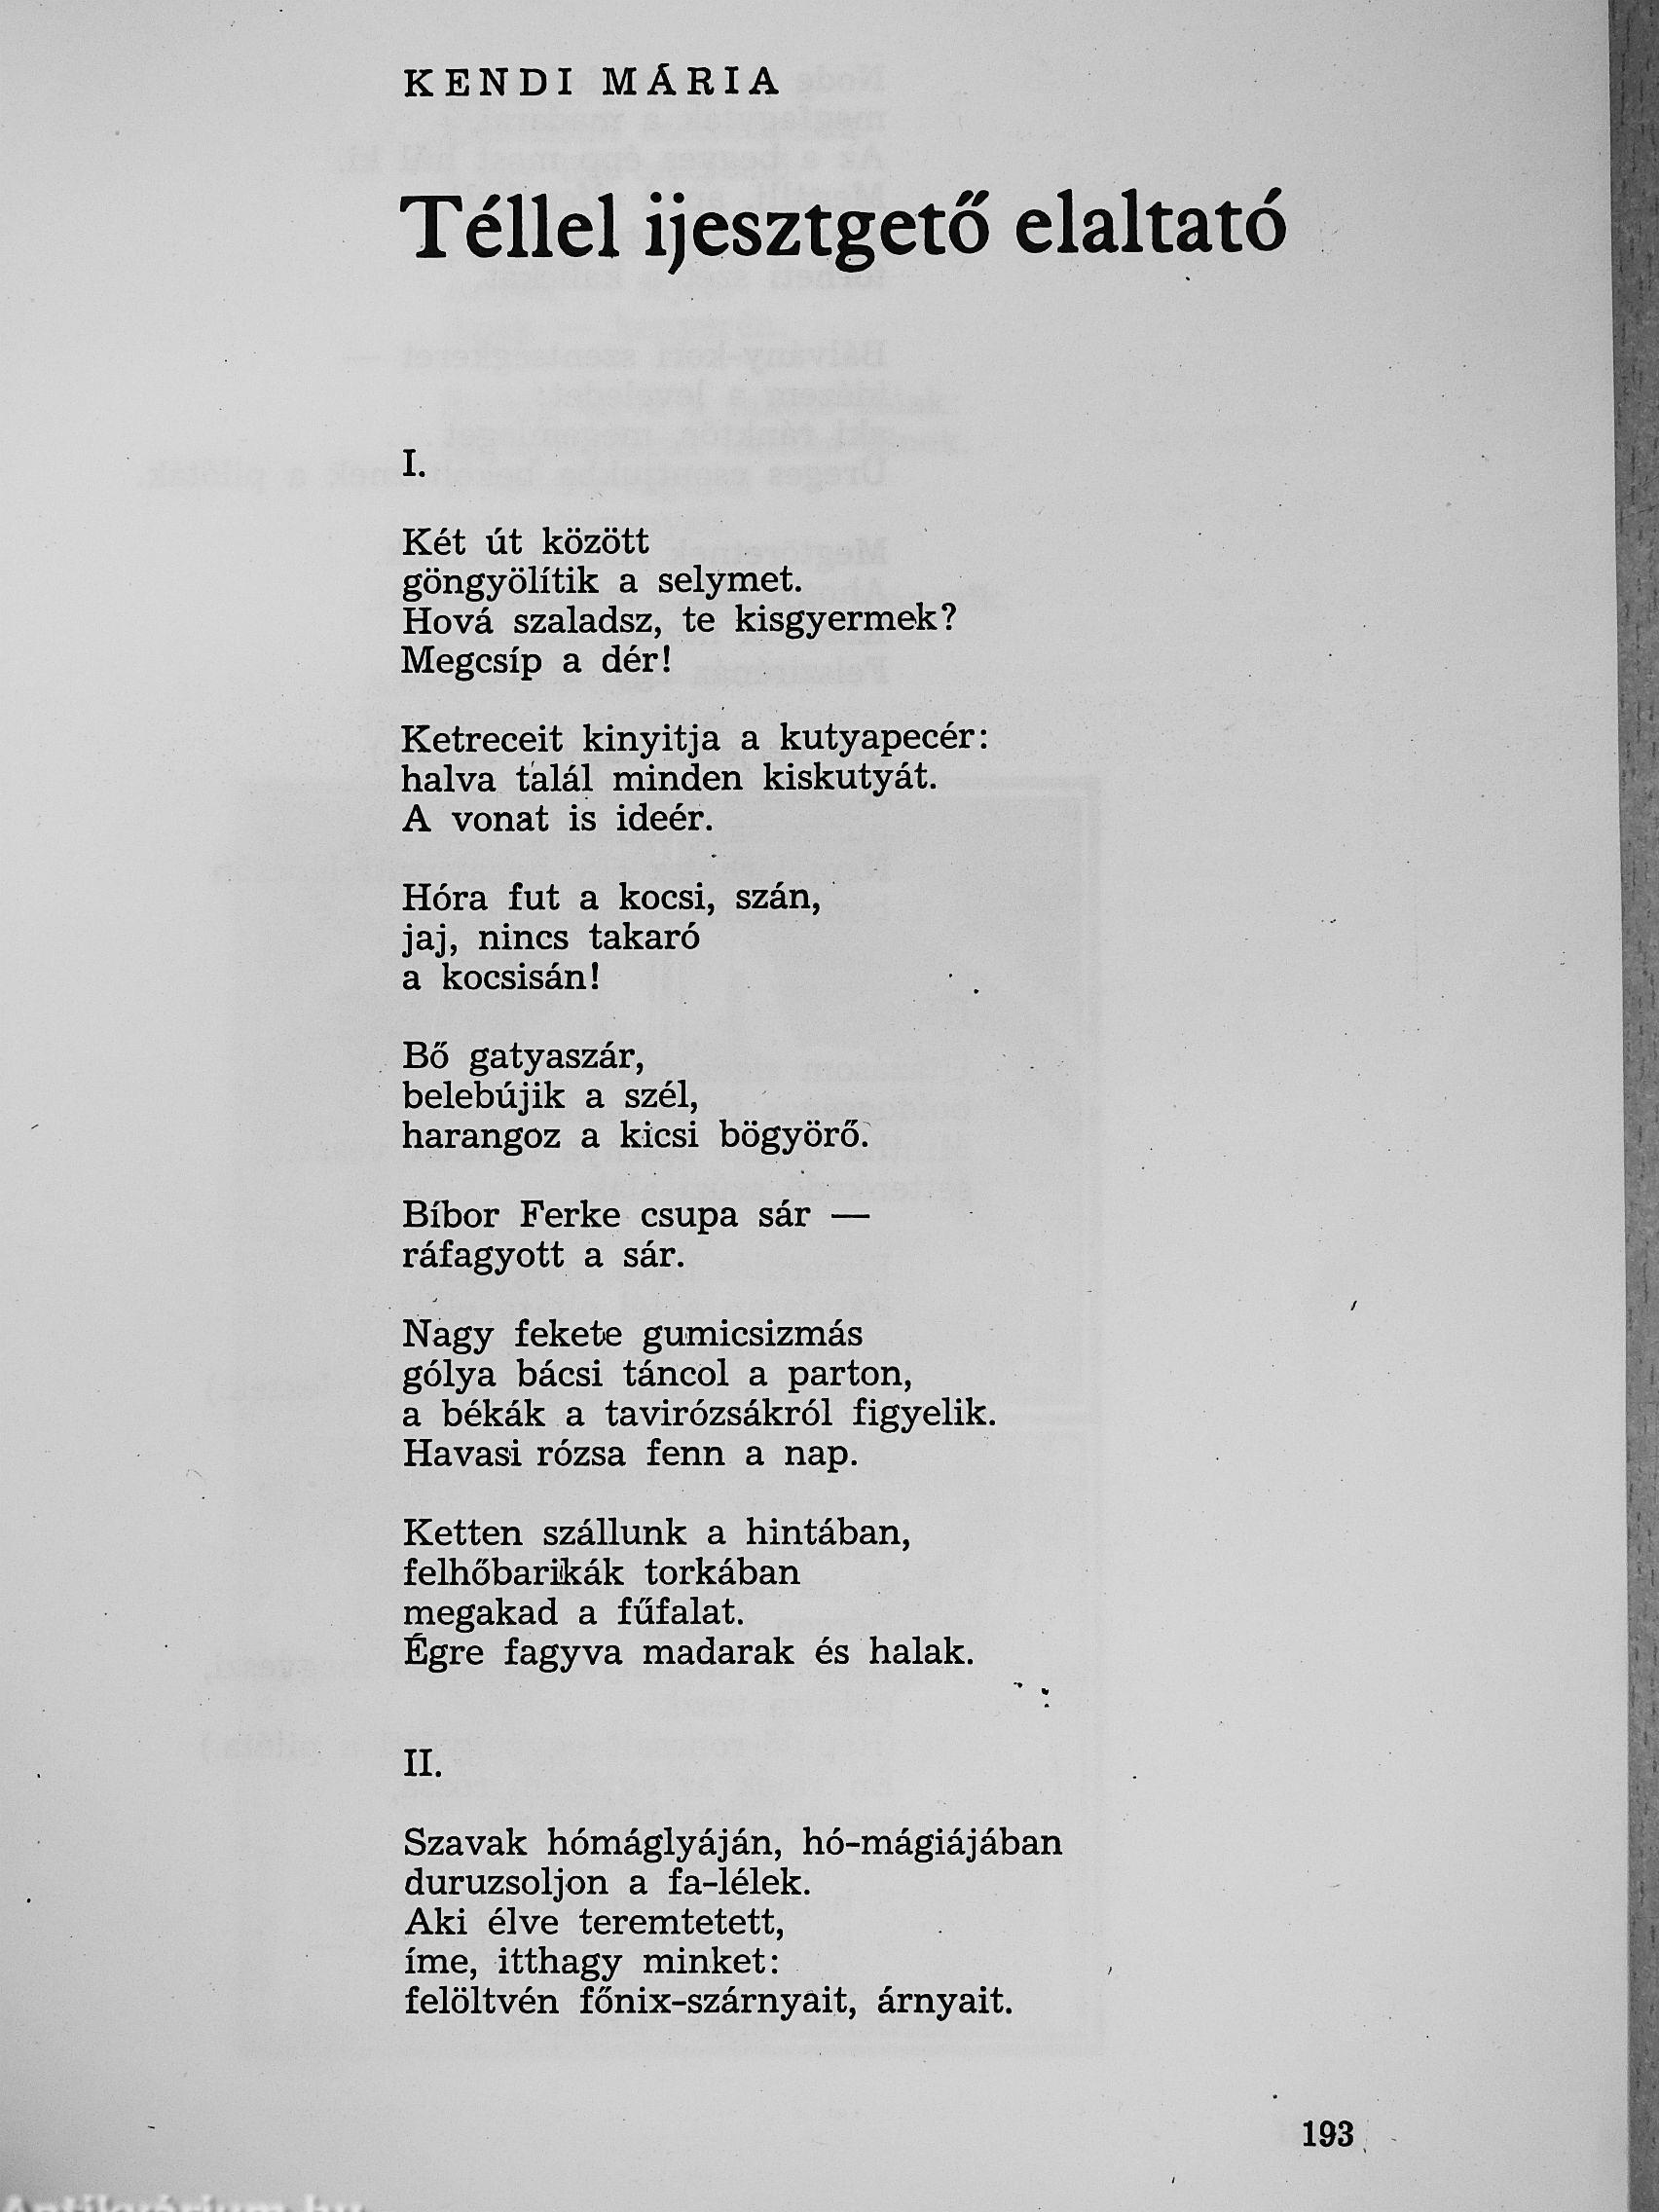 KENDI MÁRIA
Téllel ijesztgető elaltató
I.
Két út között
göngyölítik a selymet.
Hová szaladsz, te kisgyermek?
Megcsíp a dér!
Ketreceit kinyitja a kutyapecér:
halva talál minden kiskutyát.
A vonat is ideér.
Hóra fut a kocsi, szán,
jaj, nincs takaró
a kocsisán!
Bő gatyaszár,
belebújik a szél,
harangoz a kicsi bögyörő.
Bíbor Ferke csupa sár —
ráfagyott a sár.
Nagy fekete gumicsizmás
gólya bácsi táncol a parton,
a békák a tavirózsákról figyelik.
Havasi rózsa fenn a nap.
Ketten szállunk a hintában,
felhőbarikák torkában
megakad a fűfalat.
Égre fagyva madarak és halak.
II.
Szavak hómáglyáján, hó-mágiájában
duruzsoljon a fa-lélek.
Aki élve teremtetett,
íme, itthagy minket:
felöltvén főnix-szárnyait, árnyait.
193
Antikvárium.hu